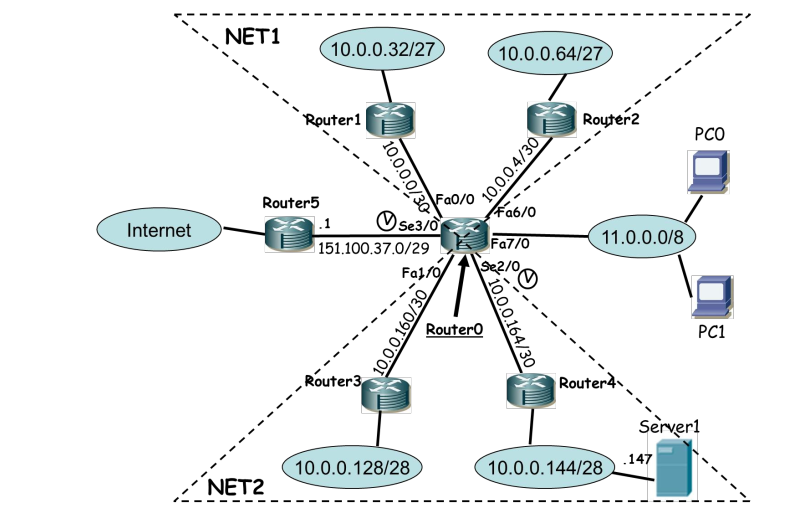 NET1
10.0.0.32/27
10.0.0.64/27
Router1
Router2
PC0
10.0.0.0/30
10.0.0.4/30
Fa0/0
Fa6/0
Router5
.1
Se3/0
Internet
151.100.37.0/29
Fa7/0
11.0.0.0/8
Fa1/0
Se2/0
10.0.0.160/30
10.0.0.164/30
Router0
PC1
Router3
Router4
Server1
10.0.0.128/28
10.0.0.144/28
.147
NET2